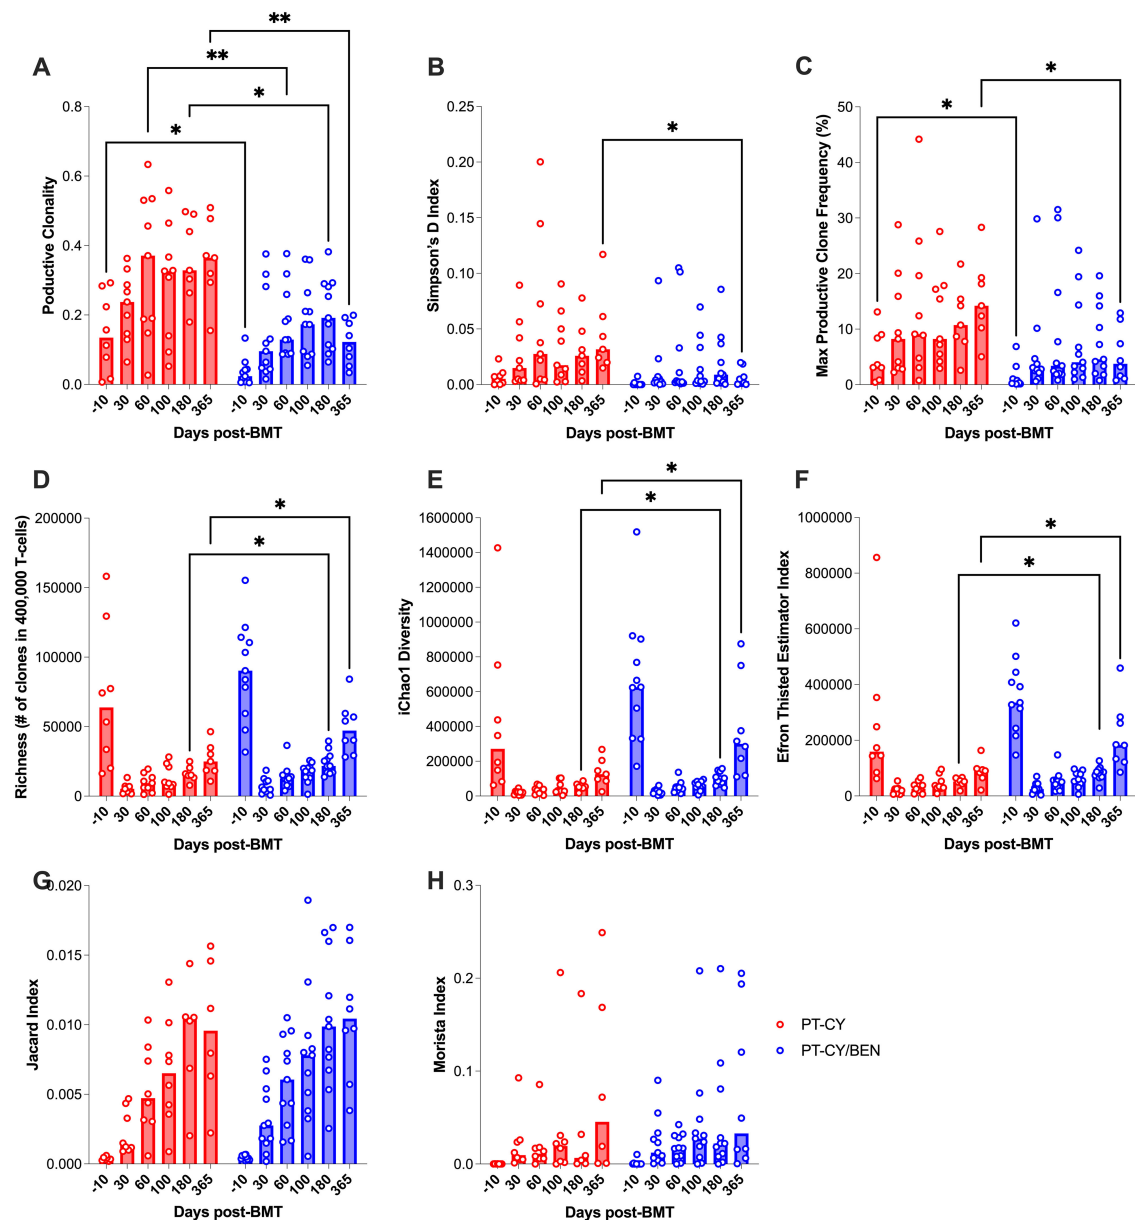 A
Poductive Clonality
0.8
0.6
0.4
0.2
0.0
**
**
*
*
-10 30 60 100 180 365 -10 30 60 100 180 365
Days post-BMT
B
Simpson's D Index
0.25
0.20
0.15
0.10
0.05
0.00
*
-10 30 60 100 180 365 -10 30 60 100 180 365
Days post-BMT
C
Max Productive Clone Frequency (%)
50
40
30
20
10
0
*
*
-10 30 60 100 180 365 -10 30 60 100 180 365
Days post-BMT
D
Richness (# of clones in 400,000 T-cells)
200000
150000
100000
50000
0
*
*
-10 30 60 100 180 365 -10 30 60 100 180 365
Days post-BMT
E
iChao1 Diversity
1600000
1400000
1200000
1000000
800000
600000
400000
200000
0
*
*
-10 30 60 100 180 365 -10 30 60 100 180 365
Days post-BMT
F
Efron Thisted Estimator Index
1000000
800000
600000
400000
200000
0
*
*
-10 30 60 100 180 365 -10 30 60 100 180 365
Days post-BMT
G
Jacard Index
0.020
0.015
0.010
0.005
0.000
-10 30 60 100 180 365 -10 30 60 100 180 365
Days post-BMT
H
Morista Index
0.3
0.2
0.1
0.0
-10 30 60 100 180 365 -10 30 60 100 180 365
Days post-BMT
PT-CY
PT-CY/BEN